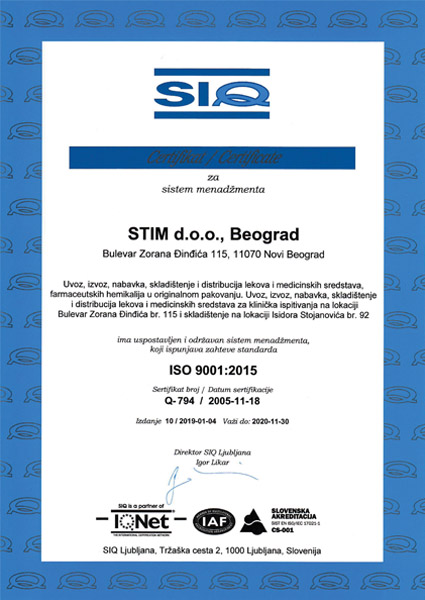 SIQ
Certifikat / Certificate
za
sistem menadžmenta
STIM d.o.o., Beograd
Bulevar Zorana Đinđića 115, 11070 Novi Beograd
Uvoz, izvoz, nabavka, skladištenje i distribucija lekova i medicinskih sredstava,
farmaceutskih hemikalija u originalnom pakovanju. Uvoz, izvoz, nabavka, skladištenje
i distribucija lekova i medicinskih sredstava za klinička ispitivanja na lokaciji
Bulevar Zorana Đinđića br. 115 i skladištenje na lokaciji Isidora Stojanovića br. 92
ima uspostavljen i održavan sistem menadžmenta,
koji ispunjava zahteve standarda
ISO 9001:2015
Sertifikat broj / Datum sertifikacije
Q-794 / 2005-11-18
Izdanje 10 / 2019-01-04 Važi do: 2020-11-30
Direktor SIQ Ljubljana
Igor Likar
SIQ is a partner of
IQNet
THE INTERNATIONAL CERTIFICATION NETWORK
IAF
SLOVENSKA
AKREDITACIJA
SIST EN ISO/IEC 17021-1
CS-001
SIQ Ljubljana, Tržaška cesta 2, 1000 Ljubljana, Slovenija